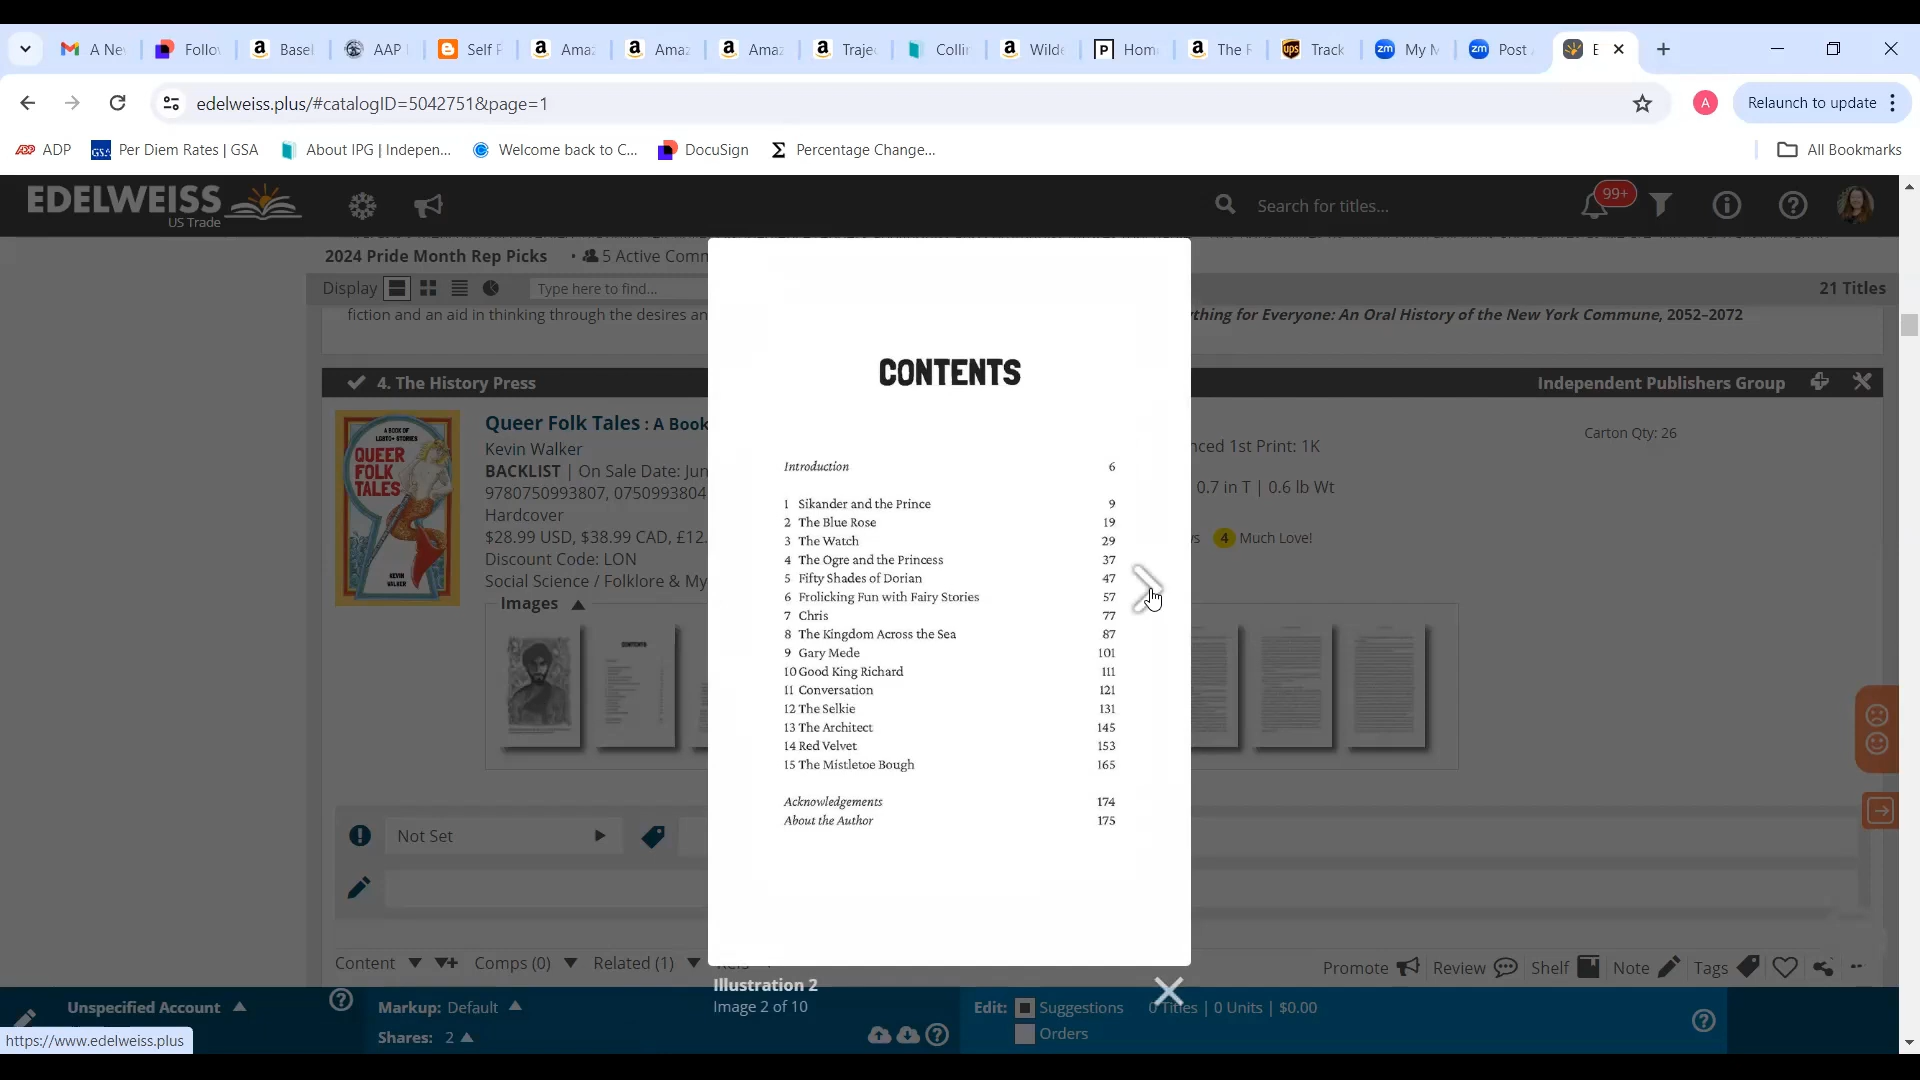 A Ne
Follo
Basel
AAP
Self F
Ama
Ama
Ama
Traje
Collin
Wilde
Hom
The F
Track
My M
Post
E
edelweiss.plus/#catalogID=5042751&page=1
A
Relaunch to update
ADP
Per Diem Rates | GSA
About IPG | Indepen...
Welcome back to C...
DocuSign
Percentage Change...
All Bookmarks
EDELWEISS
US Trade
Search for titles...
99+
2024 Pride Month Rep Picks
• 5 Active Comm
Display
Type here to find...
21 Titles
fiction and an aid in thinking through the desires an
ything for Everyone: An Oral History of the New York Commune, 2052–2072
4. The History Press
Independent Publishers Group
A BOOK OF
LGBTQ+ STORIES
QUEER
FOLK
TALES
KEVIN
WALKER
Queer Folk Tales : A Book
Kevin Walker
BACKLIST | On Sale Date: Jun
9780750993807, 0750993804
Hardcover
$28.99 USD, $38.99 CAD, £12.
Discount Code: LON
Social Science / Folklore & My
nced 1st Print: 1K
0.7 in T | 0.6 lb Wt
4 Much Love!
Carton Qty: 26
Images
CONTENTS
Introduction 6
1 Sikander and the Prince 9
2 The Blue Rose 19
3 The Watch 29
4 The Ogre and the Princess 37
5 Fifty Shades of Dorian 47
6 Frolicking Fun with Fairy Stories 57
7 Chris 77
8 The Kingdom Across the Sea 87
9 Gary Mede 101
10 Good King Richard 111
11 Conversation 121
12 The Selkie 131
13 The Architect 145
14 Red Velvet 153
15 The Mistletoe Bough 165
Acknowledgements 174
About the Author 175
Not Set
Content
Comps (0)
Related (1)
Promote
Review
Shelf
Note
Tags
Illustration 2
Image 2 of 10
Unspecified Account
Markup: Default
Shares: 2
Edit: Suggestions
Orders
0 Titles | 0 Units | $0.00
https://www.edelweiss.plus